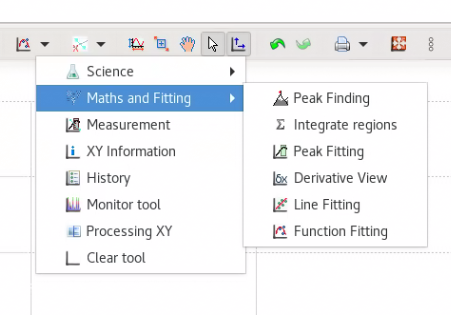 Science
Maths and Fitting
Measurement
XY Information
History
Monitor tool
Processing XY
Clear tool
Peak Finding
Σ Integrate regions
Peak Fitting
Derivative View
Line Fitting
Function Fitting